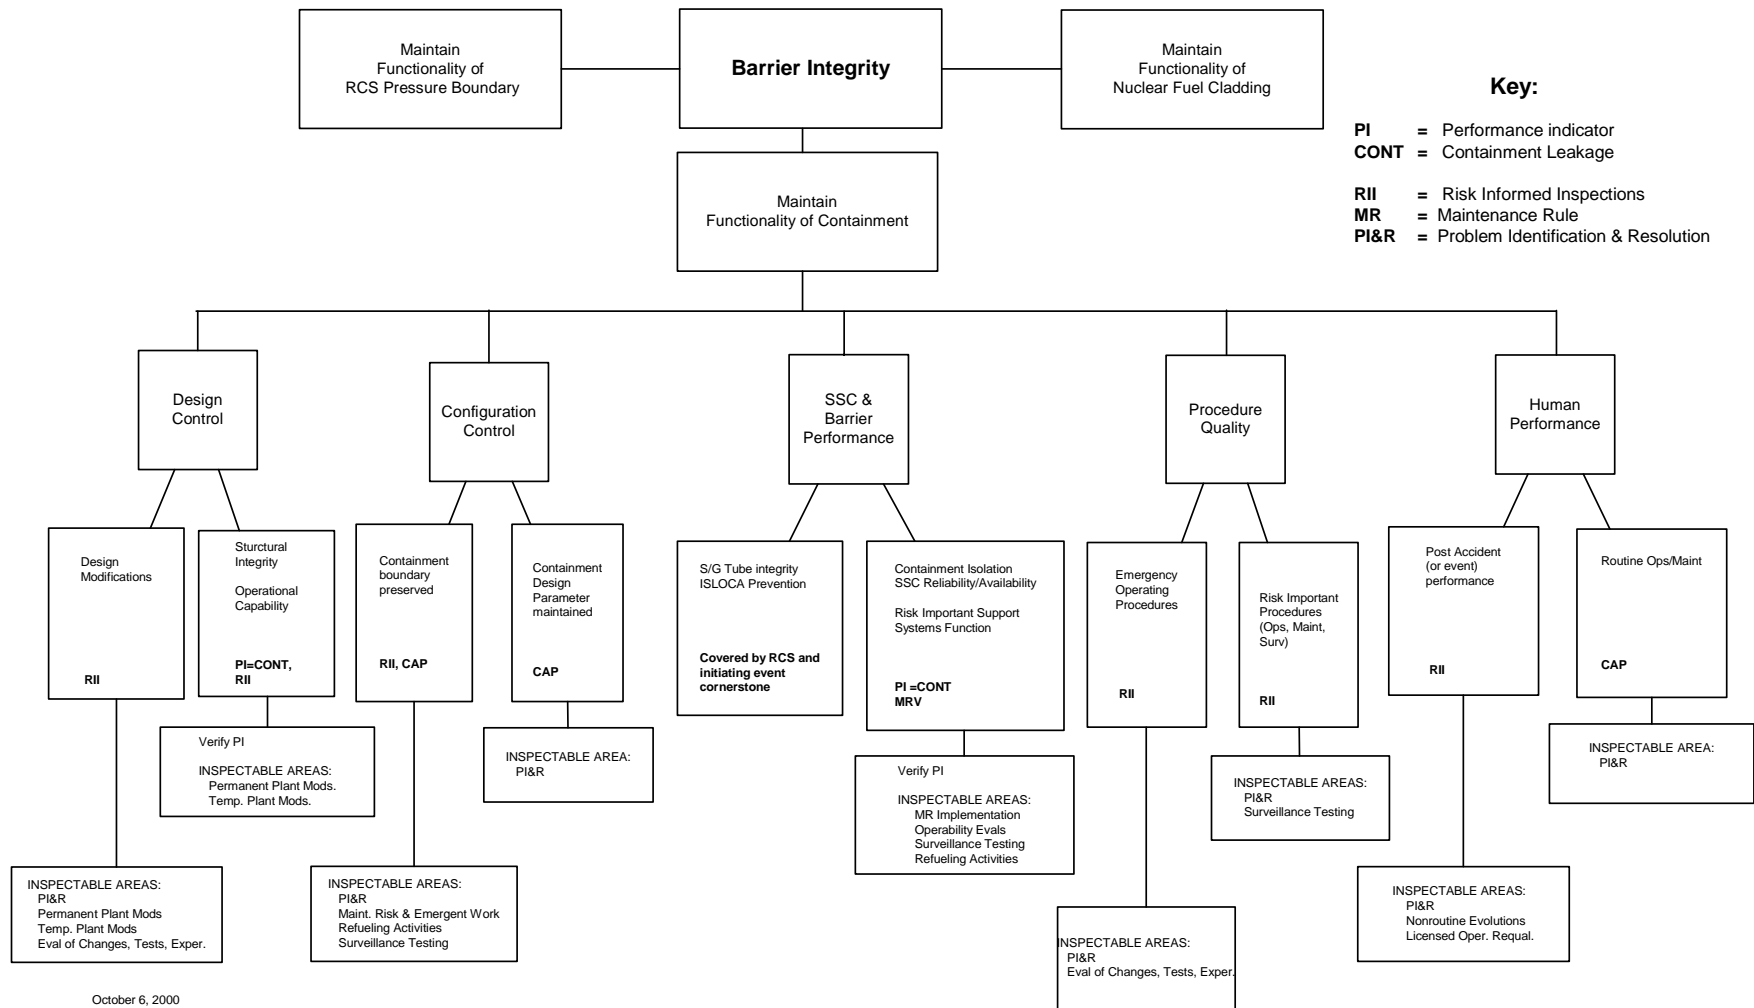 Maintain
Functionality of
RCS Pressure Boundary
Barrier Integrity
Maintain
Functionality of
Nuclear Fuel Cladding
Key:
PI = Performance indicator
CONT = Containment Leakage
RII = Risk Informed Inspections
MR = Maintenance Rule
PI&R = Problem Identification & Resolution
Maintain
Functionality of Containment
Design
Control
Configuration
Control
SSC &
Barrier
Performance
Procedure
Quality
Human
Performance
Design
Modifications
RII
Sturctural
Integrity
Operational
Capability
PI=CONT,
RII
Containment
boundary
preserved
RII, CAP
Containment
Design
Parameter
maintained
CAP
S/G Tube integrity
ISLOCA Prevention
Covered by RCS and
initiating event
cornerstone
Containment Isolation
SSC Reliability/Availability
Risk Important Support
Systems Function
PI =CONT
MRV
Emergency
Operating
Procedures
RII
Risk Important
Procedures
(Ops, Maint,
Surv)
RII
Post Accident
(or event)
performance
RII
Routine Ops/Maint
CAP
Verify PI
INSPECTABLE AREAS:
Permanent Plant Mods.
Temp. Plant Mods.
INSPECTABLE AREA:
PI&R
Verify PI
INSPECTABLE AREAS:
MR Implementation
Operability Evals
Surveillance Testing
Refueling Activities
INSPECTABLE AREAS:
PI&R
Surveillance Testing
INSPECTABLE AREA:
PI&R
INSPECTABLE AREAS:
PI&R
Permanent Plant Mods
Temp. Plant Mods
Eval of Changes, Tests, Exper.
INSPECTABLE AREAS:
PI&R
Maint. Risk & Emergent Work
Refueling Activities
Surveillance Testing
INSPECTABLE AREAS:
PI&R
Eval of Changes, Tests, Exper.
INSPECTABLE AREAS:
PI&R
Nonroutine Evolutions
Licensed Oper. Requal.
October 6, 2000